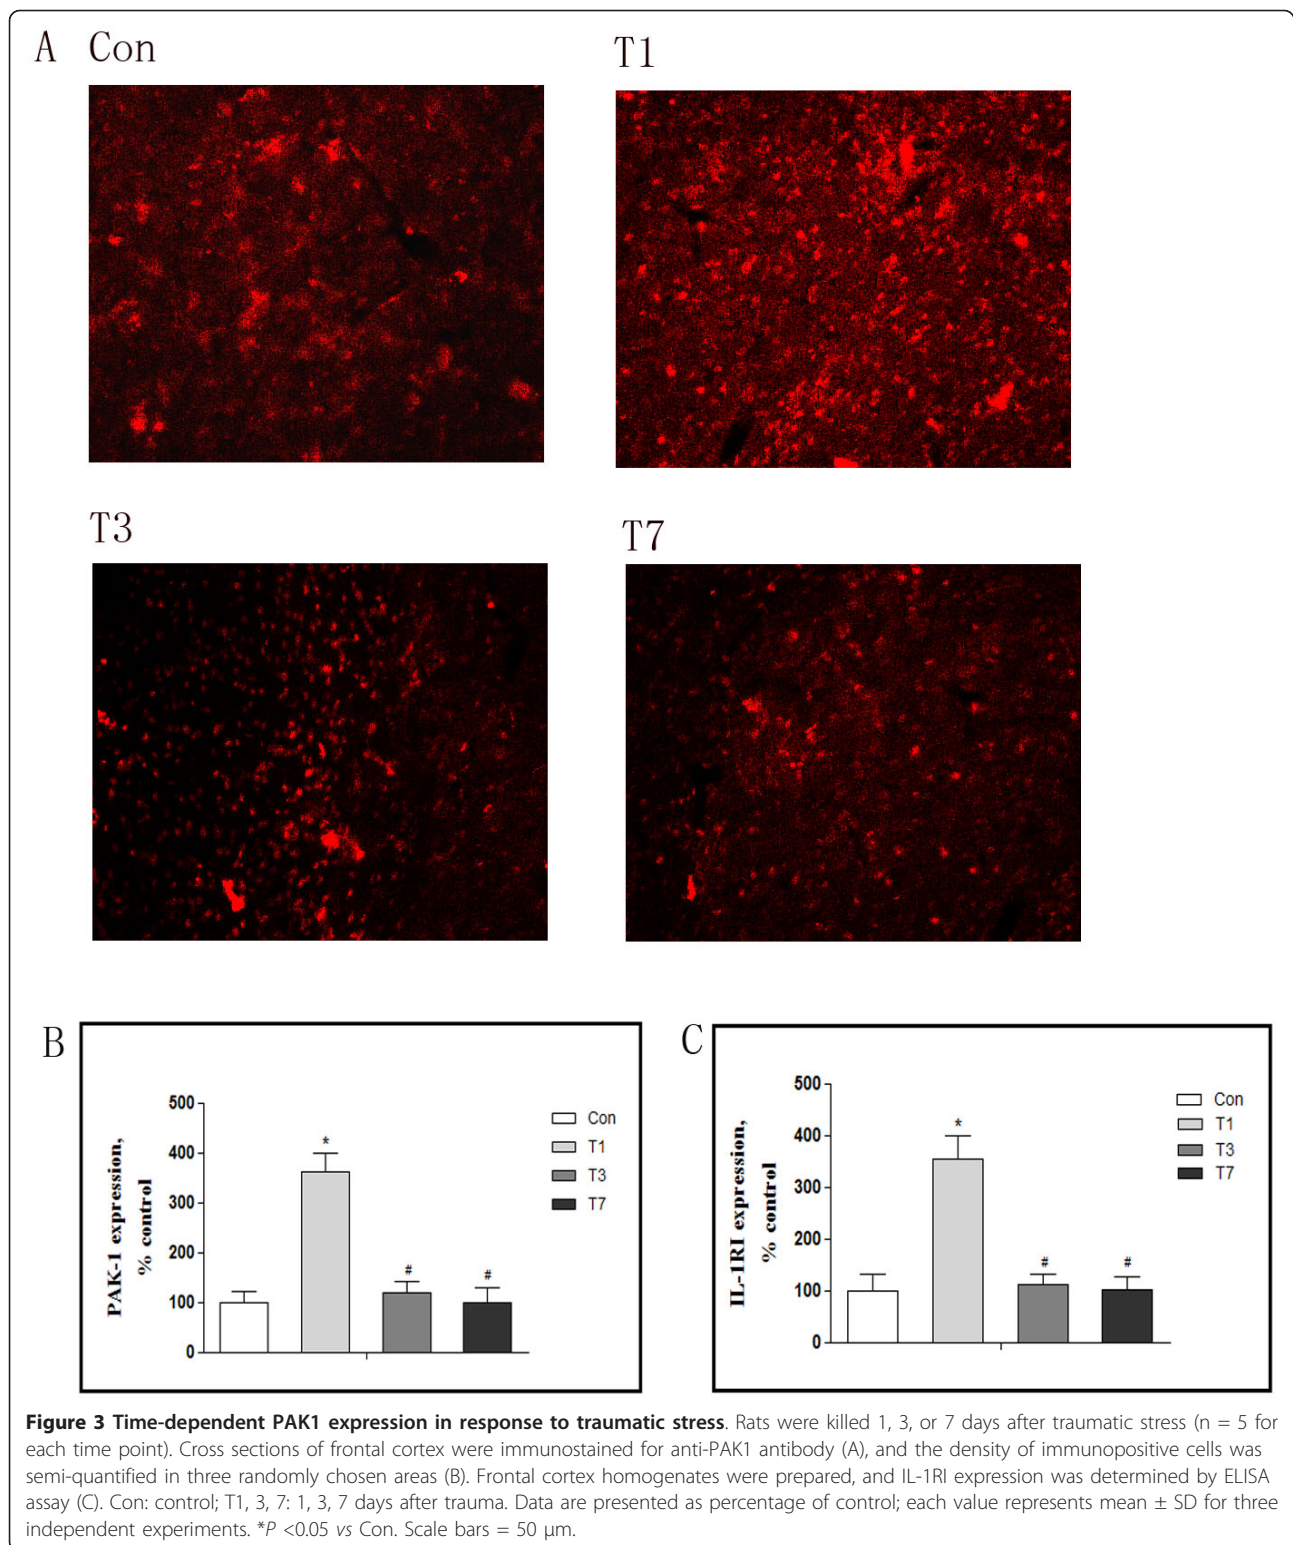 A Con
T1
T3
T7
B
PAK-1 expression,
% control
500
400
300
200
100
0
*
#
#
Con
T1
T3
T7
C
IL-1RI expression,
% control
500
400
300
200
100
0
*
#
#
Con
T1
T3
T7
Figure 3 Time-dependent PAK1 expression in response to traumatic stress. Rats were killed 1, 3, or 7 days after traumatic stress (n = 5 for
each time point). Cross sections of frontal cortex were immunostained for anti-PAK1 antibody (A), and the density of immunopositive cells was
semi-quantified in three randomly chosen areas (B). Frontal cortex homogenates were prepared, and IL-1RI expression was determined by ELISA
assay (C). Con: control; T1, 3, 7: 1, 3, 7 days after trauma. Data are presented as percentage of control; each value represents mean ± SD for three
independent experiments. *P <0.05 vs Con. Scale bars = 50 μm.